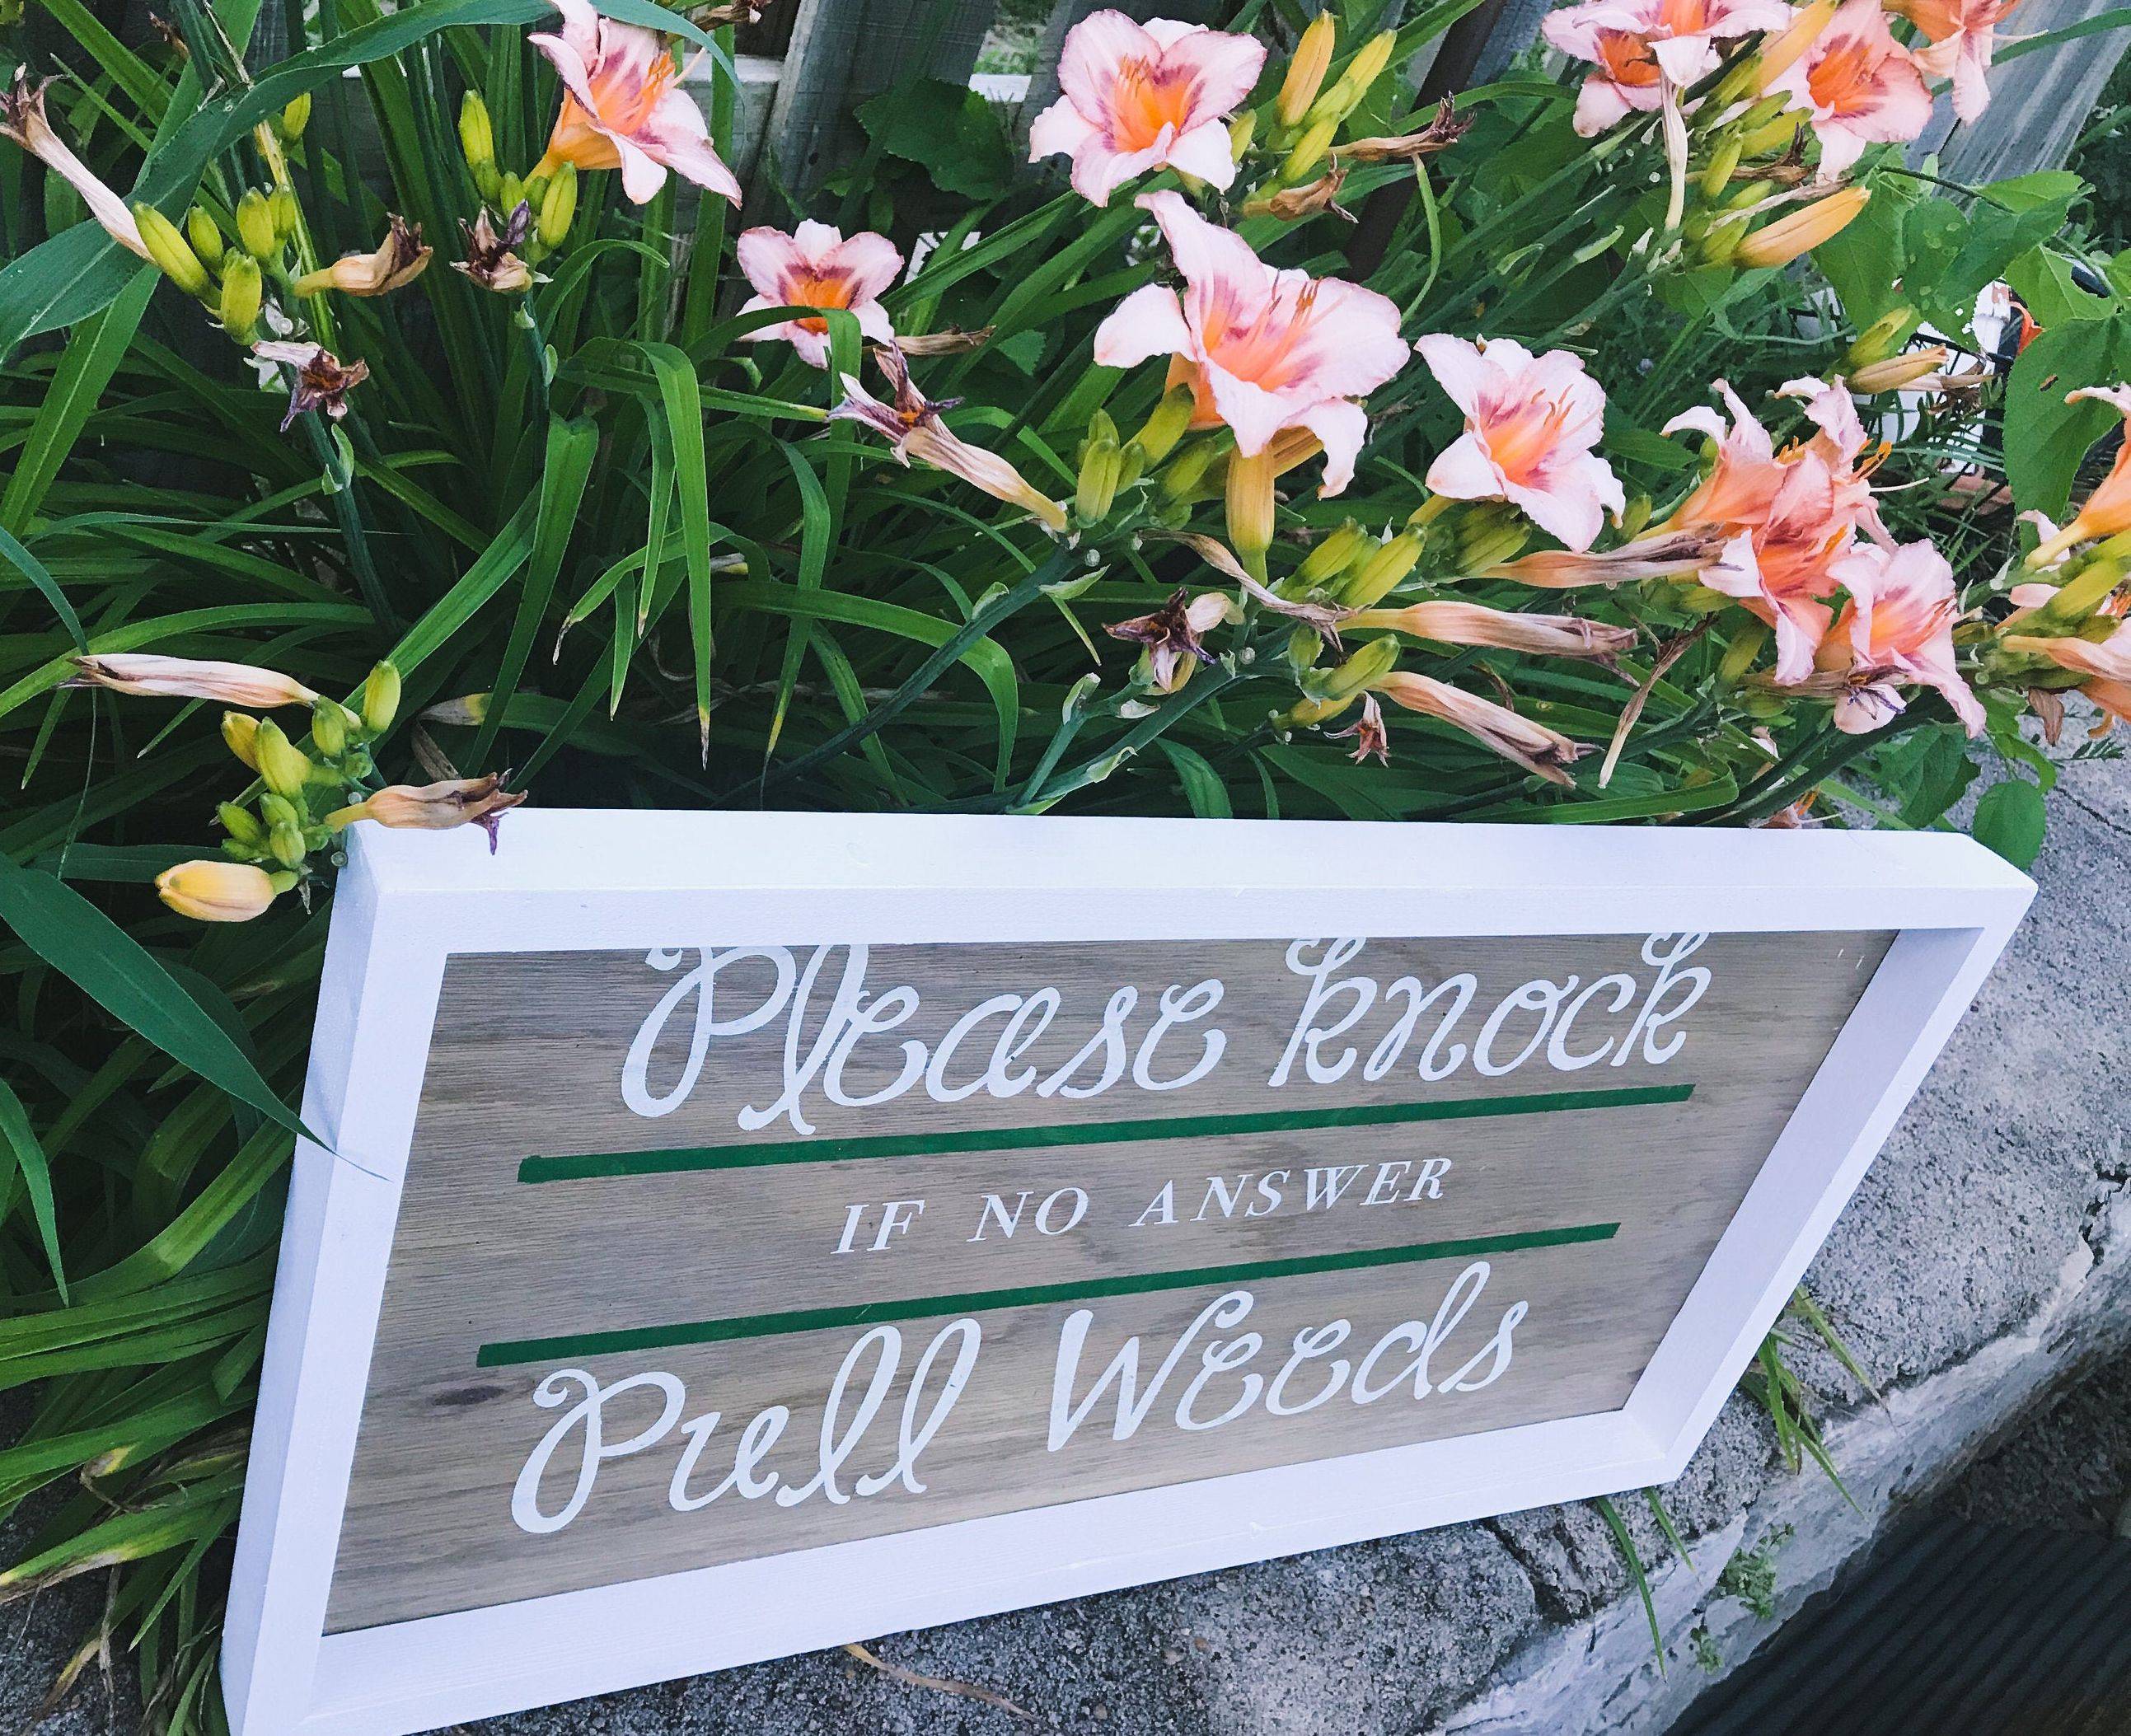 Please knock
IF NO ANSWER
Pull Weeds